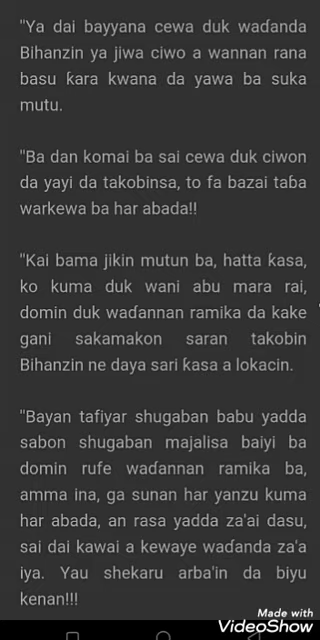 "Ya dai bayyana cewa duk waɗanda
Bihanzin ya jiwa ciwo a wannan rana
basu ƙara kwana da yawa ba suka
mutu.
"Ba dan komai ba sai cewa duk ciwon
da yayi da takobinsa, to fa bazai taɓa
warkewa ba har abada!!
"Kai bama jikin mutun ba, hatta ƙasa,
ko kuma duk wani abu mara rai,
domin duk waɗannan ramika da kake
gani sakamakon saran takobin
Bihanzin ne daya sari ƙasa a lokacin.
"Bayan tafiyar shugaban babu yadda
sabon shugaban majalisa baiyi ba
domin rufe waɗannan ramika ba,
amma ina, ga sunan har yanzu kuma
har abada, an rasa yadda za'ai dasu,
sai dai kawai a kewaye waɗanda za'a
iya. Yau shekaru arba'in da biyu
kenan!!!
Made with
VideoShow